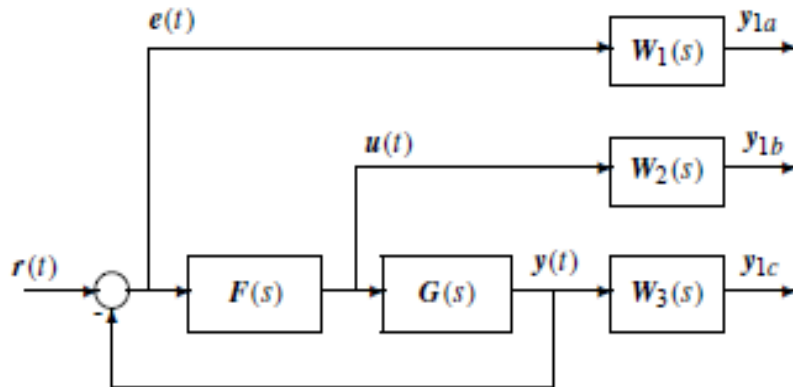 e(t)
W₁(s)
y₁ₐ
u(t)
W₂(s)
y1b
r(t)
-
F(s)
G(s)
y(t)
W₃(s)
y1c